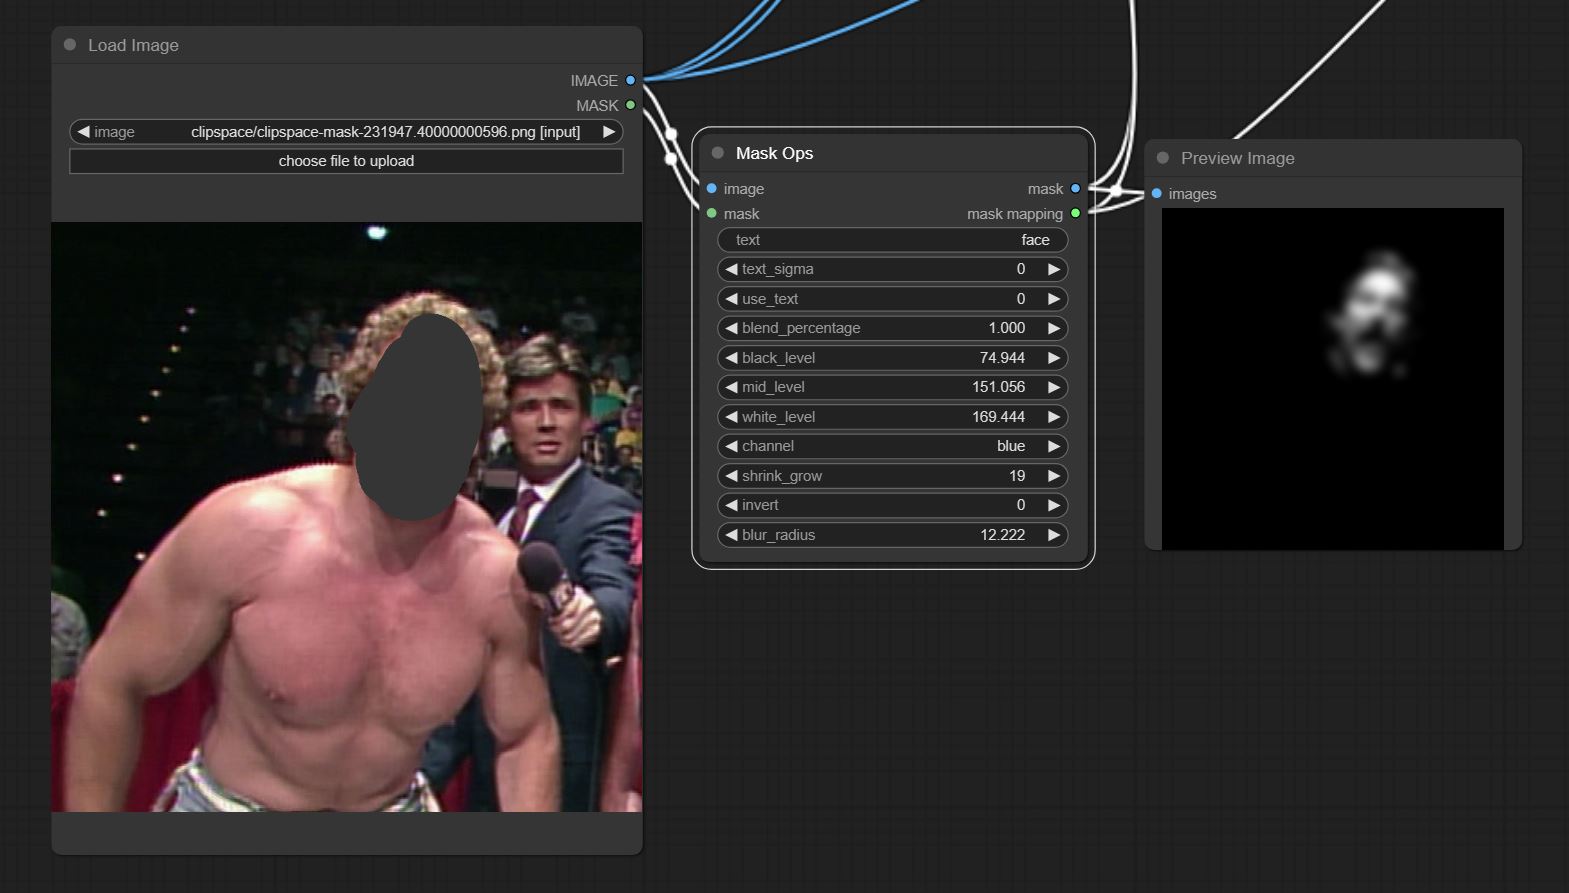 Load Image
IMAGE
MASK
image clipspace/clipspace-mask-231947.40000000596.png [input]
choose file to upload
Mask Ops
image mask
mask mask mapping
text face
text_sigma 0
use_text 0
blend_percentage 1.000
black_level 74.944
mid_level 151.056
white_level 169.444
channel blue
shrink_grow 19
invert 0
blur_radius 12.222
Preview Image
images